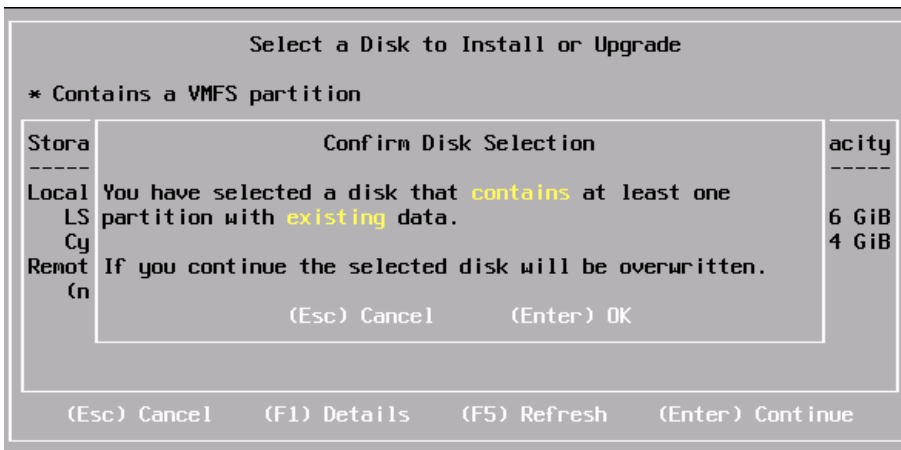 Select a Disk to Install or Upgrade
* Contains a VMFS partition
Stora
acity
-----
-----
Confirm Disk Selection
Local
LS
6 GiB
Cy
4 GiB
Remot
(n
You have selected a disk that contains at least one
partition with existing data.
If you continue the selected disk will be overwritten.
(Esc) Cancel (Enter) OK
(Esc) Cancel (F1) Details (F5) Refresh (Enter) Continue